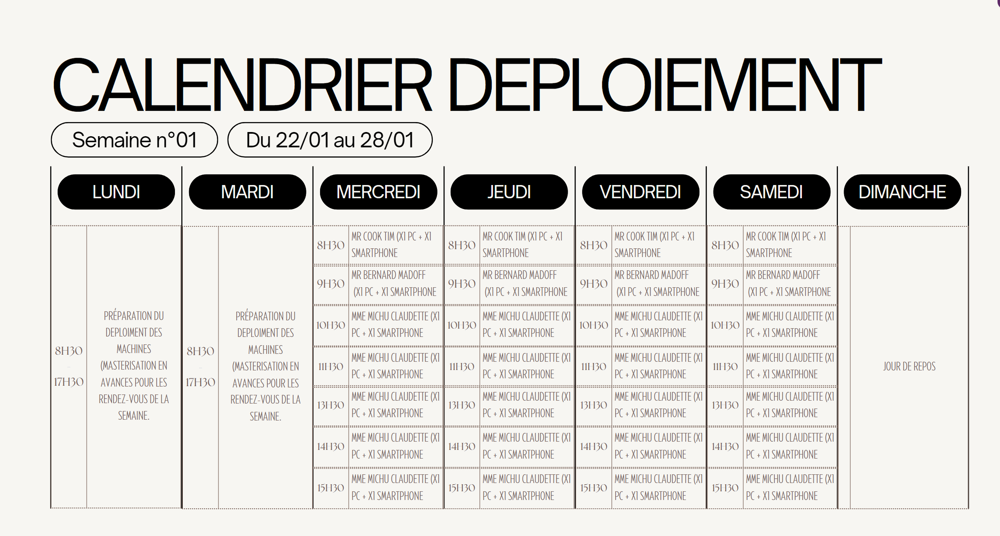 CALENDRIER DEPLOIEMENT
Semaine n°01
Du 22/01 au 28/01
LUNDI
8H30
-
17H30
PRÉPARATION DU
DEPLOIMENT DES
MACHINES
(MASTERISATION EN
AVANCES POUR LES
RENDEZ-VOUS DE LA
SEMAINE.
MARDI
8H30
-
17H30
PRÉPARATION DU
DEPLOIMENT DES
MACHINES
(MASTERISATION EN
AVANCES POUR LES
RENDEZ-VOUS DE LA
SEMAINE.
MERCREDI
8H30
MR COOK TIM (X1 PC + X1
SMARTPHONE
9H30
MR BERNARD MADOFF
(X1 PC + X1 SMARTPHONE
10H30
MME MICHU CLAUDETTE (X1
PC + X1 SMARTPHONE
11H30
MME MICHU CLAUDETTE (X1
PC + X1 SMARTPHONE
13H30
MME MICHU CLAUDETTE (X1
PC + X1 SMARTPHONE
14H30
MME MICHU CLAUDETTE (X1
PC + X1 SMARTPHONE
15H30
MME MICHU CLAUDETTE (X1
PC + X1 SMARTPHONE
JEUDI
8H30
MR COOK TIM (X1 PC + X1
SMARTPHONE
9H30
MR BERNARD MADOFF
(X1 PC + X1 SMARTPHONE
10H30
MME MICHU CLAUDETTE (X1
PC + X1 SMARTPHONE
11H30
MME MICHU CLAUDETTE (X1
PC + X1 SMARTPHONE
13H30
MME MICHU CLAUDETTE (X1
PC + X1 SMARTPHONE
14H30
MME MICHU CLAUDETTE (X1
PC + X1 SMARTPHONE
15H30
MME MICHU CLAUDETTE (X1
PC + X1 SMARTPHONE
VENDREDI
8H30
MR COOK TIM (X1 PC + X1
SMARTPHONE
9H30
MR BERNARD MADOFF
(X1 PC + X1 SMARTPHONE
10H30
MME MICHU CLAUDETTE (X1
PC + X1 SMARTPHONE
11H30
MME MICHU CLAUDETTE (X1
PC + X1 SMARTPHONE
13H30
MME MICHU CLAUDETTE (X1
PC + X1 SMARTPHONE
14H30
MME MICHU CLAUDETTE (X1
PC + X1 SMARTPHONE
15H30
MME MICHU CLAUDETTE (X1
PC + X1 SMARTPHONE
SAMEDI
8H30
MR COOK TIM (X1 PC + X1
SMARTPHONE
9H30
MR BERNARD MADOFF
(X1 PC + X1 SMARTPHONE
10H30
MME MICHU CLAUDETTE (X1
PC + X1 SMARTPHONE
11H30
MME MICHU CLAUDETTE (X1
PC + X1 SMARTPHONE
13H30
MME MICHU CLAUDETTE (X1
PC + X1 SMARTPHONE
14H30
MME MICHU CLAUDETTE (X1
PC + X1 SMARTPHONE
15H30
MME MICHU CLAUDETTE (X1
PC + X1 SMARTPHONE
DIMANCHE
JOUR DE REPOS